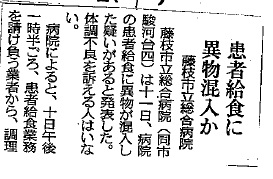 患者給食に
異物混入か
藤枝市立総合病院
藤枝市立総合病院（同市
駿河台四）は十一日、病院
の患者給食に異物が混入し
た疑いがあると発表した。
体調不良を訴える人はいな
い。
病院によると、十日午後
一時半ごろ、患者給食業務
を請け負う業者から、調理